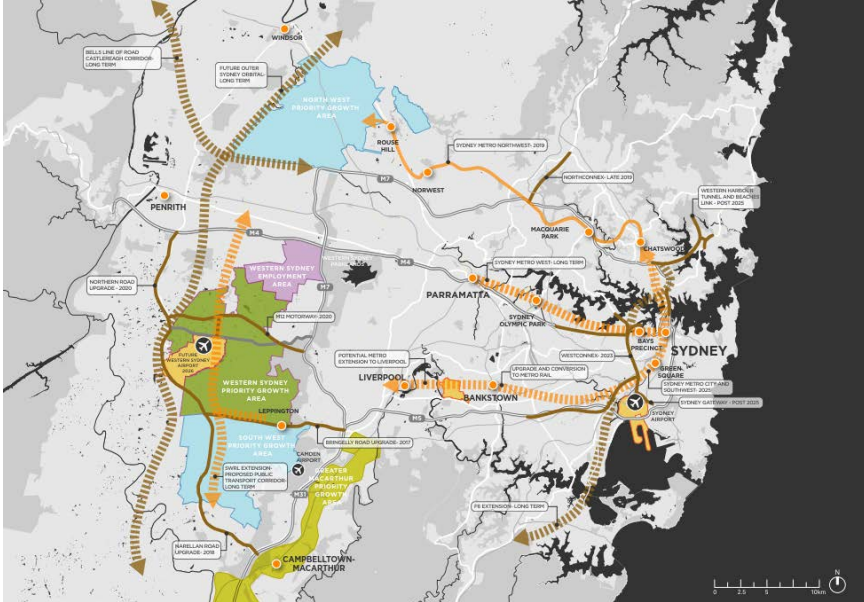 WINDSOR
BELLS LINE OF ROAD
CASTLEREAGH CORRIDOR-
LONG TERM
FUTURE OUTER
SYDNEY ORBITAL-
LONG TERM
NORTH WEST
PRIORITY GROWTH
AREA
ROUSE
HILL
SYDNEY METRO NORTHWEST- 2019
NORWEST
NORTHCONNEX- LATE 2019
M7
WESTERN HARBOUR
TUNNEL AND BEACHES
LINK - POST 2025
PENRITH
MACQUARIE
PARK
CHATSWOOD
M4
M4
SYDNEY METRO WEST- LONG TERM
WESTERN SYDNEY
EMPLOYMENT
AREA
NORTHERN ROAD
UPGRADE - 2020
M7
PARRAMATTA
M12 MOTORWAY- 2020
SYDNEY
OLYMPIC PARK
BAYS
PRECINCT
SYDNEY
FUTURE
WESTERN SYDNEY
AIRPORT
2026
POTENTIAL METRO
EXTENSION TO LIVERPOOL
WESTCONNEX- 2023
UPGRADE AND CONVERSION
TO METRO RAIL
GREEN
SQUARE
LIVERPOOL
WESTERN SYDNEY
PRIORITY GROWTH
AREA
BANKSTOWN
SYDNEY METRO CITY AND
SOUTHWEST- 2025
SYDNEY GATEWAY - POST 2025
LEPPINGTON
M5
SYDNEY
AIRPORT
BRINGELLY ROAD UPGRADE- 2017
SOUTH WEST
PRIORITY GROWTH
AREA
CAMDEN
AIRPORT
SWRL EXTENSION-
PROPOSED PUBLIC
TRANSPORT CORRIDOR-
LONG TERM
GREATER
MACARTHUR
PRIORITY
GROWTH
AREA
M31
F6 EXTENSION- LONG TERM
NARELLAN ROAD
UPGRADE- 2018
CAMPBELLTOWN-
MACARTHUR
N
0 2.5 5 10km